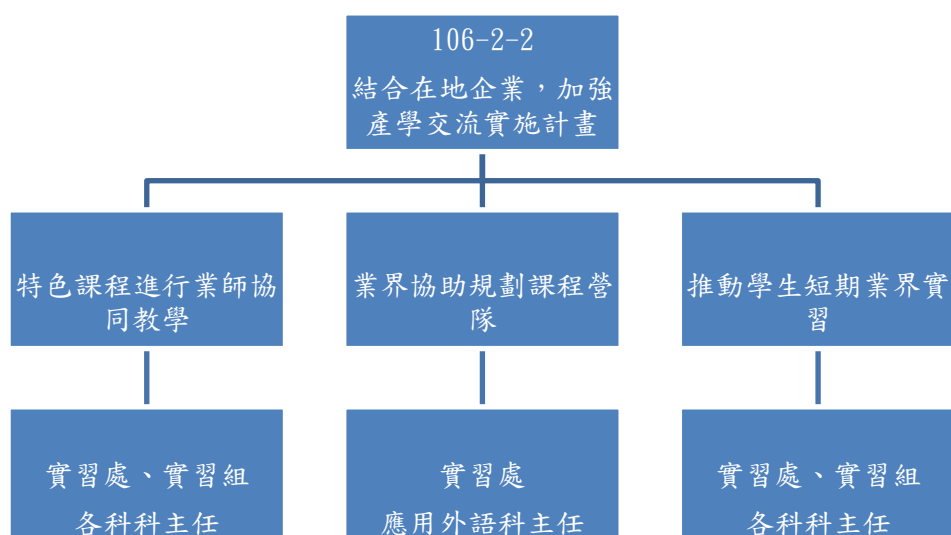 106-2-2
結合在地企業，加強
產學交流實施計畫
特色課程進行業師協
同教學
業界協助規劃課程營
隊
推動學生短期業界實
習
實習處、實習組
各科科主任
實習處
應用外語科主任
實習處、實習組
各科科主任